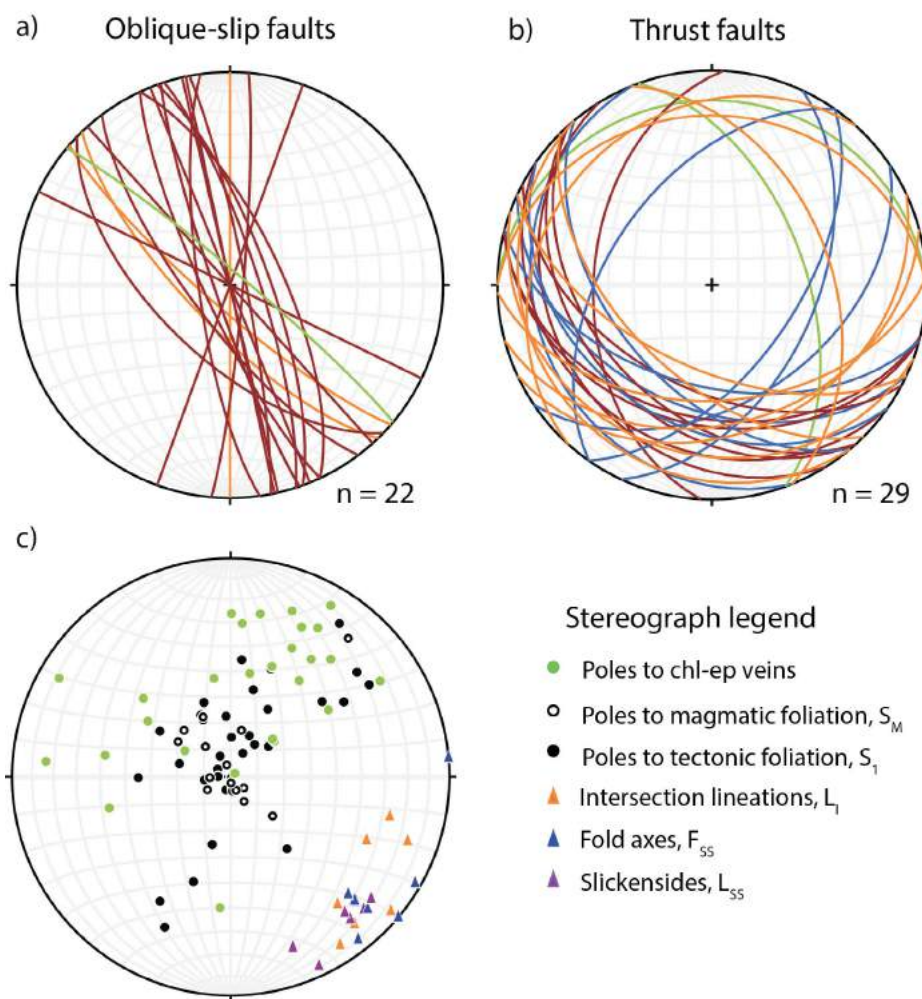 a)
Oblique-slip faults
b)
Thrust faults
n = 22
n = 29
c)
Stereograph legend
Poles to chl-ep veins
Poles to magmatic foliation, S_M
Poles to tectonic foliation, S_1
Intersection lineations, L_I
Fold axes, F_SS
Slickensides, L_SS